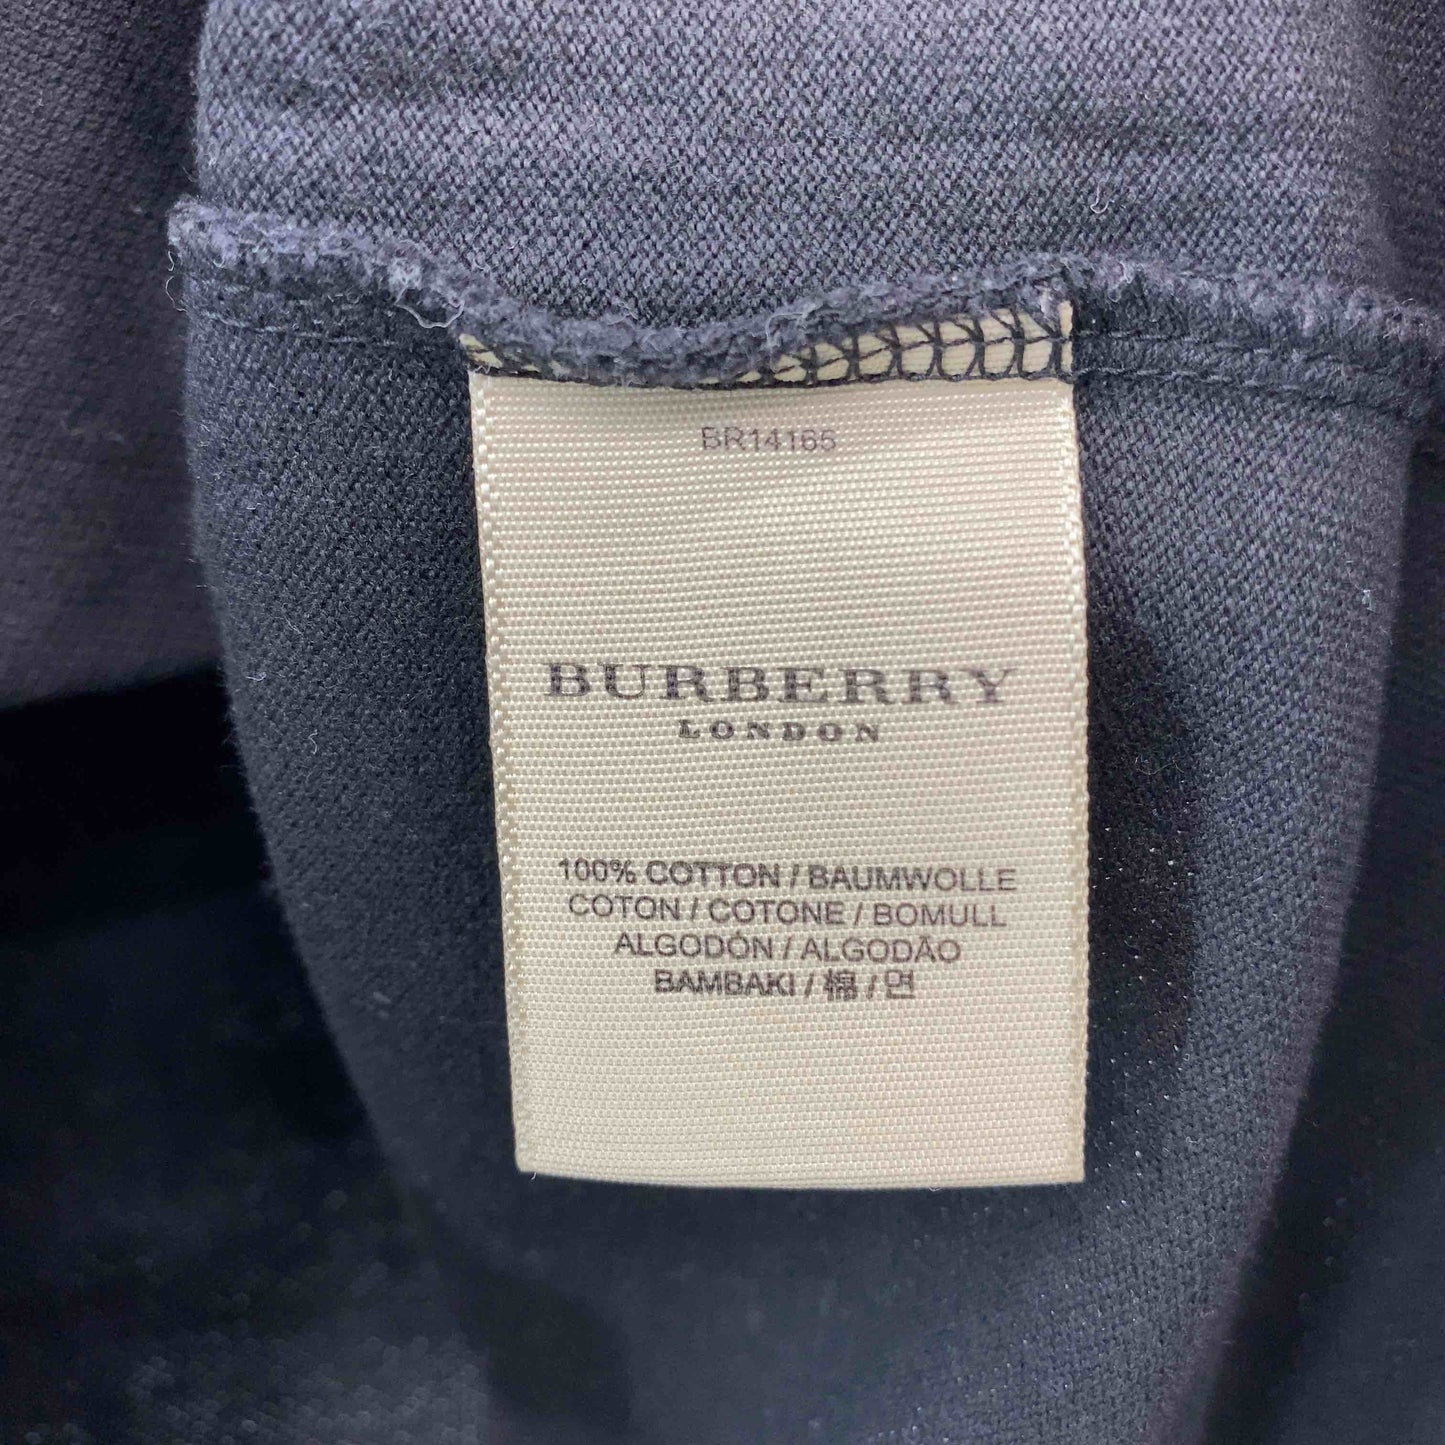 BR14165
BURBERRY
LONDON
100% COTTON / BAUMWOLLE
COTON / COTONE / BOMULL
ALGODÓN / ALGODÃO
BAMBAKI / 棉 / 면